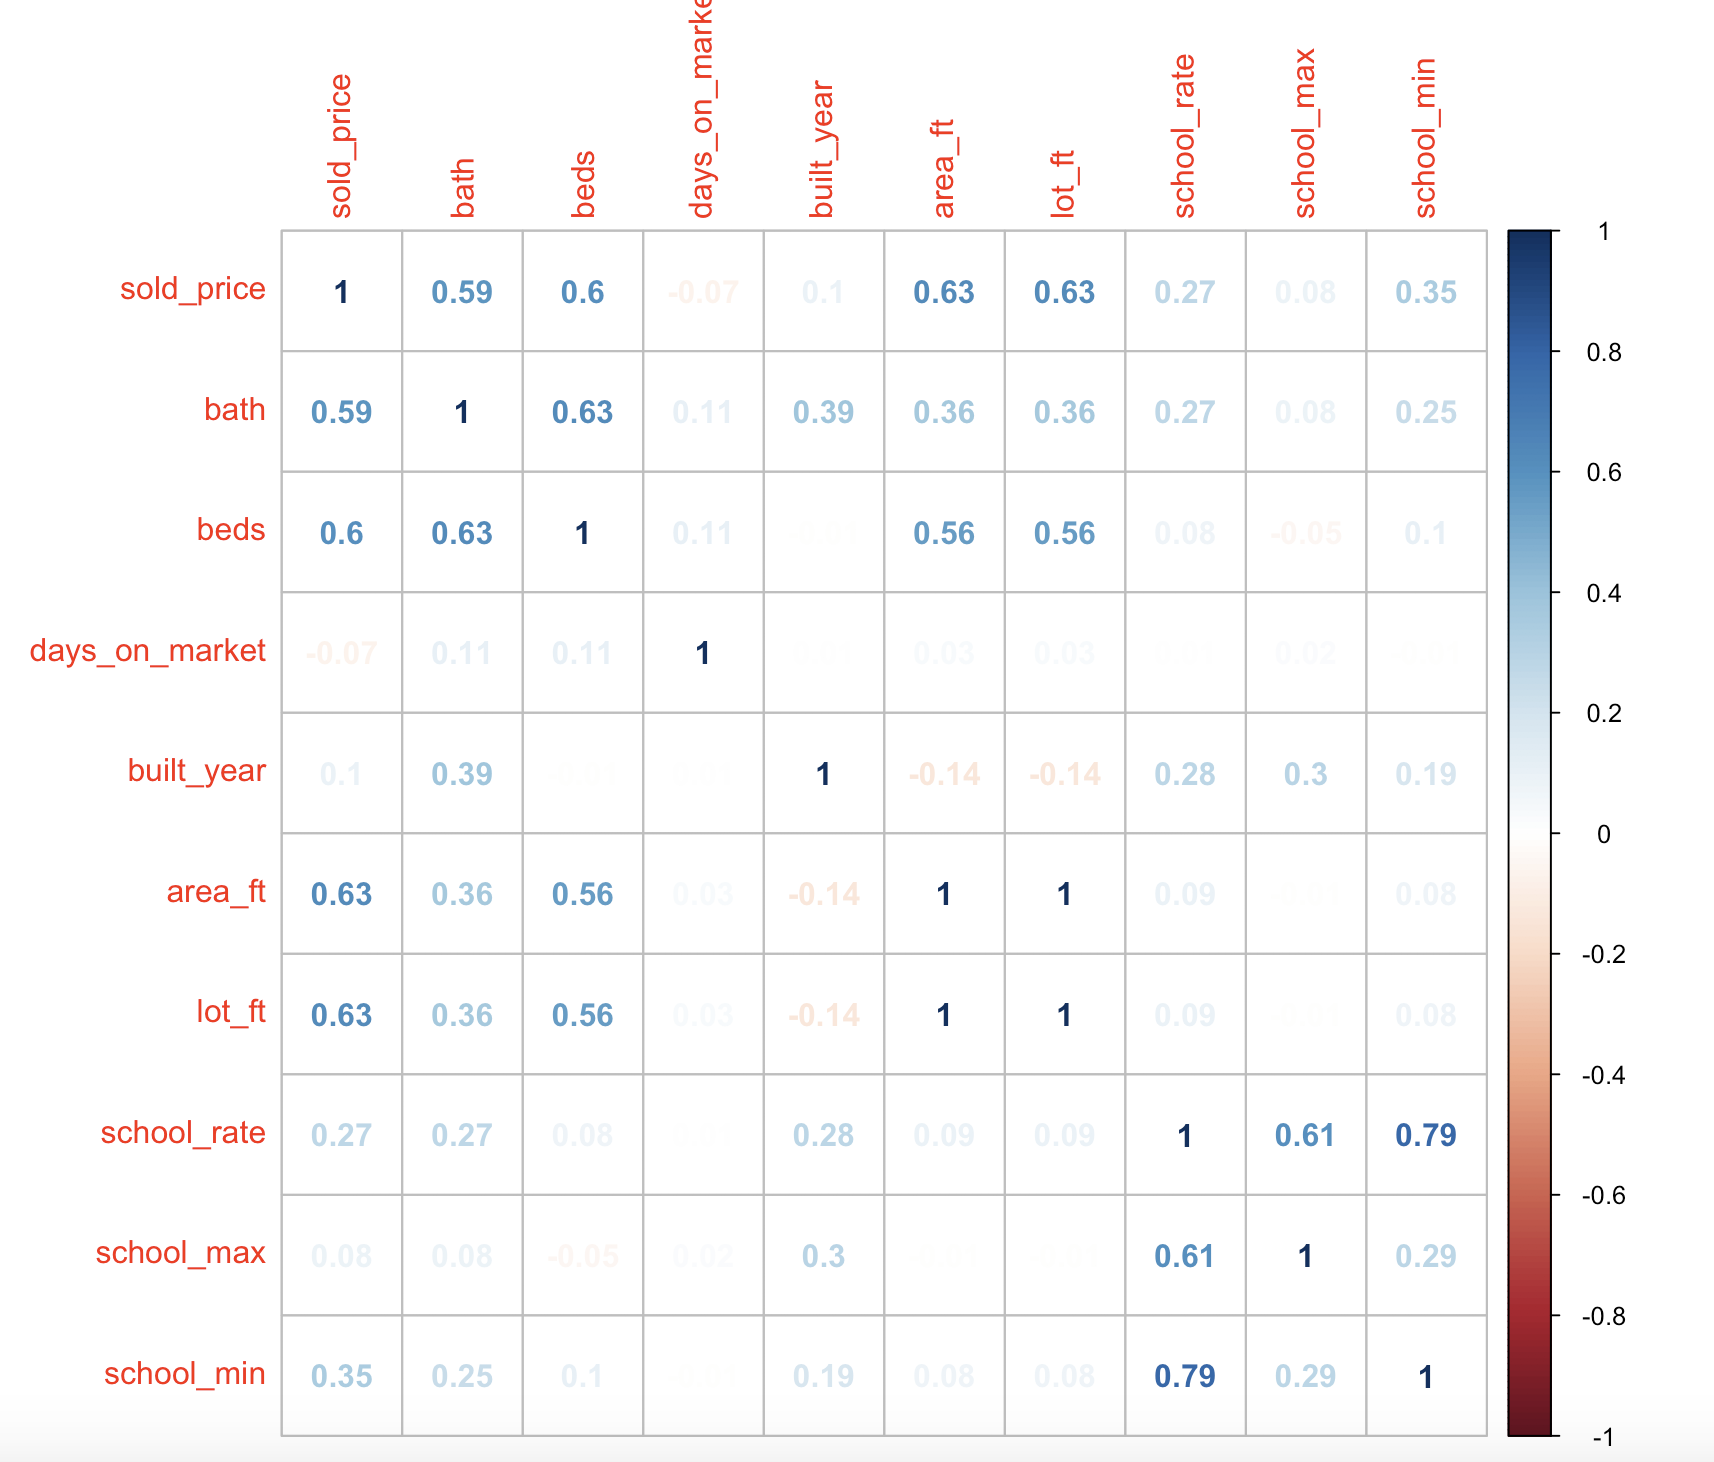 sold_price bath beds days_on_marke built_year area_ft lot_ft school_rate school_max school_min
sold_price 1 0.59 0.6 -0.07 0.1 0.63 0.63 0.27 0.08 0.35
bath 0.59 1 0.63 0.11 0.39 0.36 0.36 0.27 0.08 0.25
beds 0.6 0.63 1 0.11 0.56 0.56 0.08 -0.05 0.1
days_on_market -0.07 0.11 0.11 1 0.03 0.03 0.02
built_year 0.1 0.39 1 -0.14 -0.14 0.28 0.3 0.19
area_ft 0.63 0.36 0.56 0.03 -0.14 1 1 0.09 0.08
lot_ft 0.63 0.36 0.56 0.03 -0.14 1 1 0.09 0.08
school_rate 0.27 0.27 0.08 0.28 0.09 0.09 1 0.61 0.79
school_max 0.08 0.08 -0.05 0.02 0.3 0.61 1 0.29
school_min 0.35 0.25 0.1 0.19 0.08 0.08 0.79 0.29 1
1
0.8
0.6
0.4
0.2
0
-0.2
-0.4
-0.6
-0.8
-1